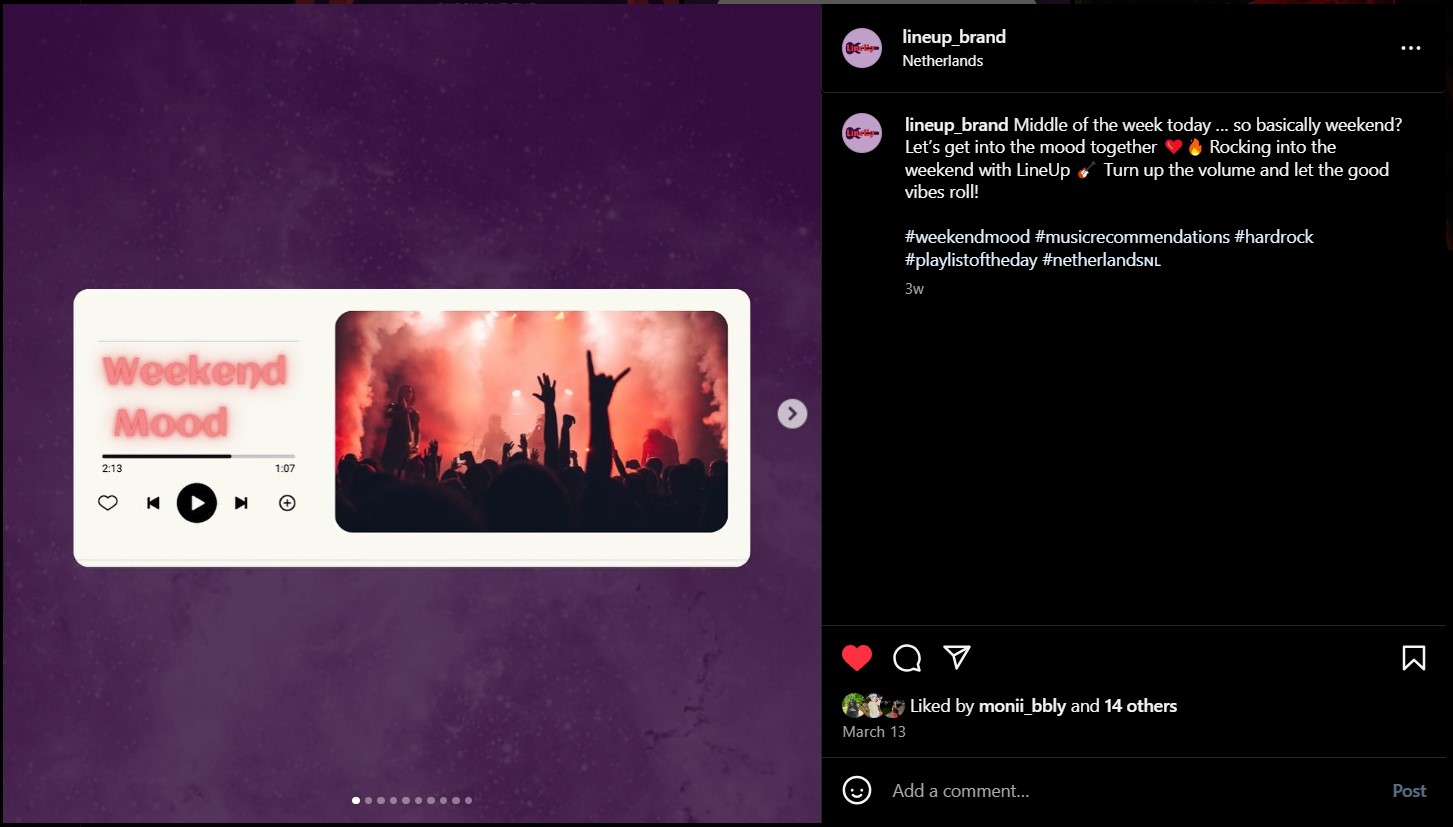 Weekend
Mood
2:13 1:07
lineup_brand
Netherlands
lineup_brand Middle of the week today ... so basically weekend?
Let's get into the mood together ❤️🔥 Rocking into the
weekend with LineUp 🎸 Turn up the volume and let the good
vibes roll!
#weekendmood #musicrecommendations #hardrock
#playlistoftheday #netherlandsNL
3w
Liked by monii_bbly and 14 others
March 13
Add a comment...
Post